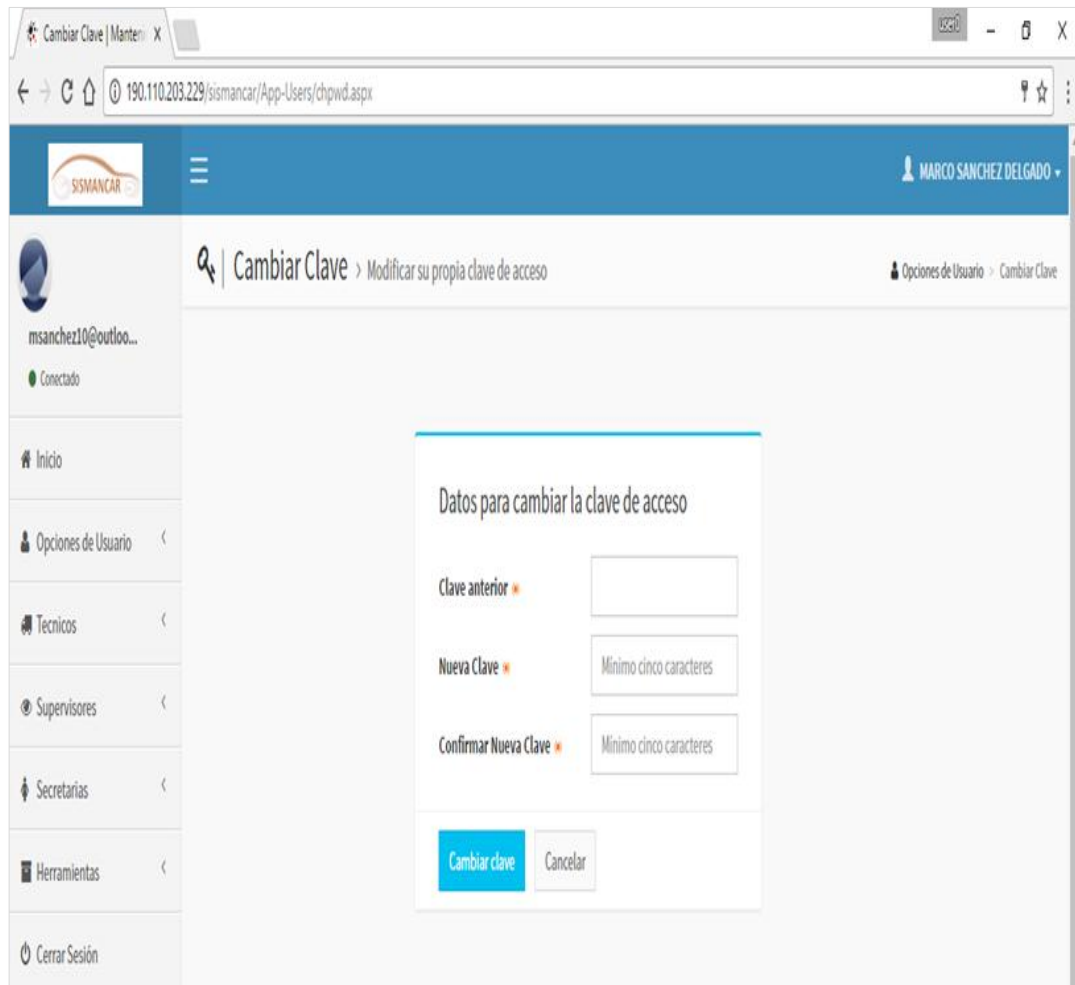 Cambiar Clave | Manten
user0
190.110.203.229/sismancar/App-Users/chpwd.aspx
SISMANCAR
MARCO SANCHEZ DELGADO
Cambiar Clave > Modificar su propia clave de acceso
Opciones de Usuario > Cambiar Clave
msanchez10@outloo...
Conectado
Inicio
Opciones de Usuario
Tecnicos
Supervisores
Secretarias
Herramientas
Cerrar Sesión
Datos para cambiar la clave de acceso
Clave anterior
Nueva Clave
Minimo cinco caracteres
Confirmar Nueva Clave
Minimo cinco caracteres
Cambiar clave
Cancelar